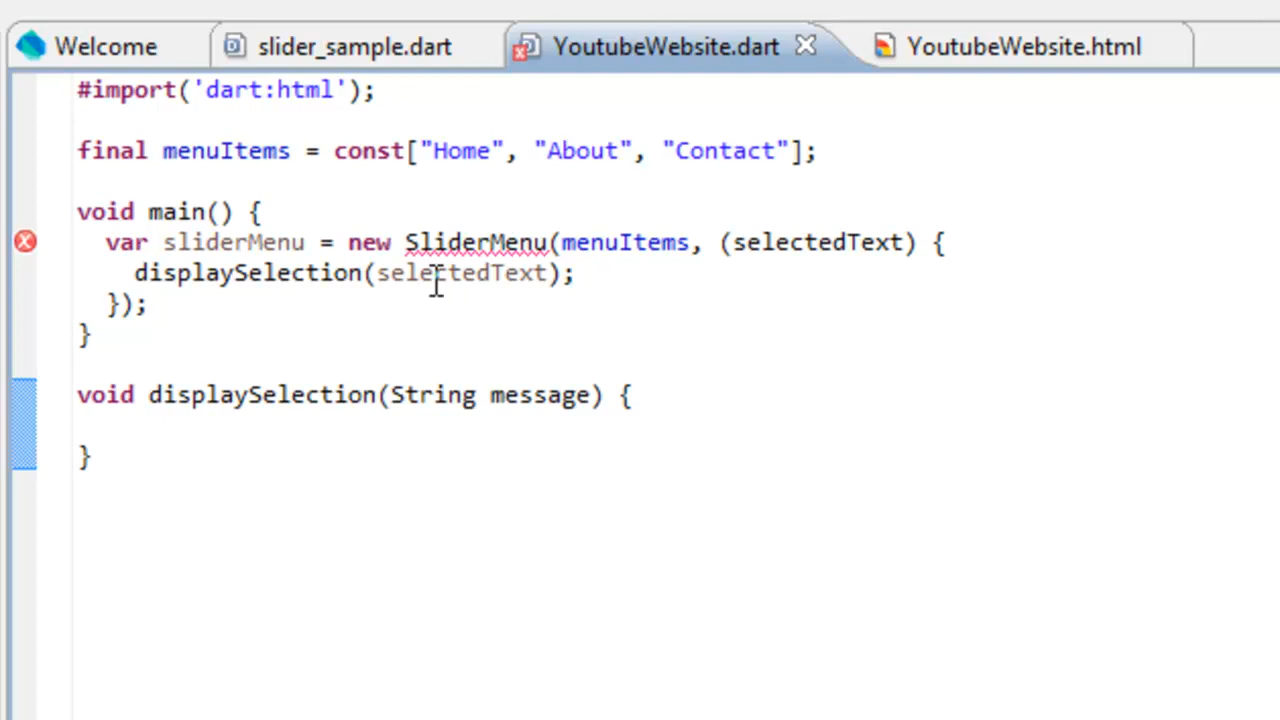 Welcome
slider_sample.dart
YoutubeWebsite.dart
YoutubeWebsite.html
#import('dart:html');
final menuItems = const["Home", "About", "Contact"];
void main() {
  var sliderMenu = new SliderMenu(menuItems, (selectedText) {
    displaySelection(selectedText);
  });
}
void displaySelection(String message) {
}